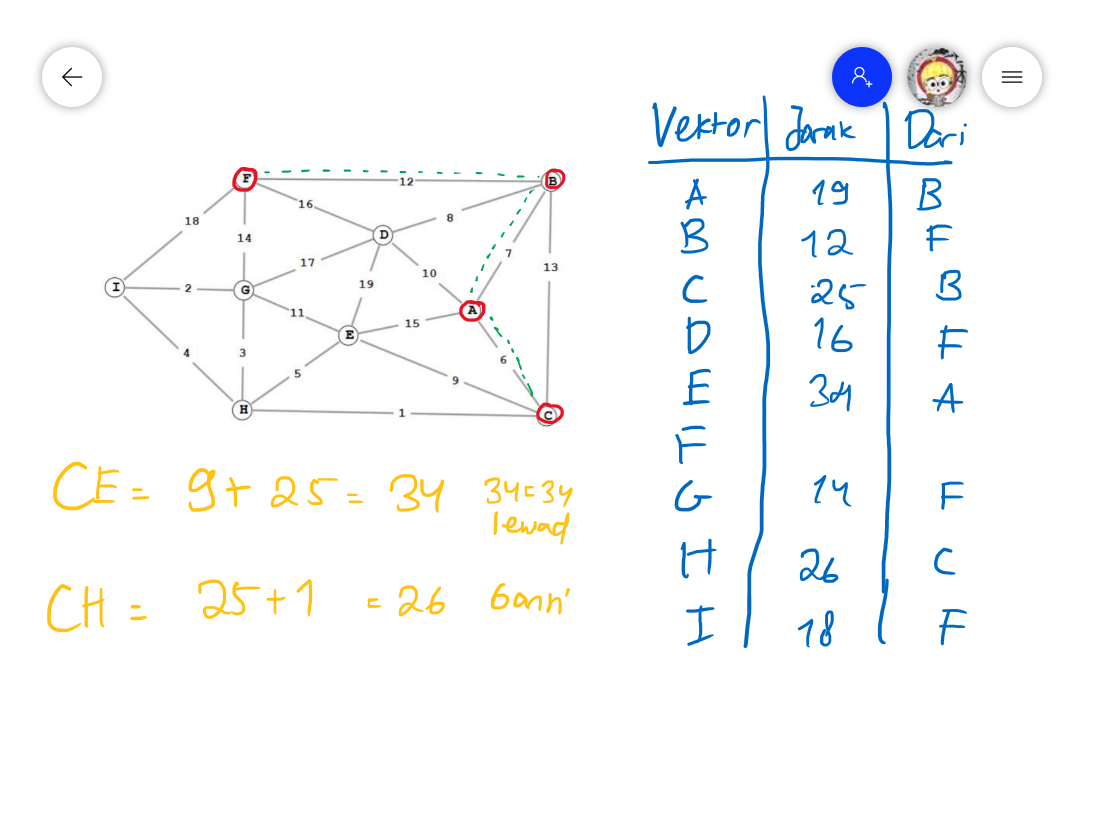 Vektor Jarak Dari
A 19 B
B 12 F
C 25 B
D 16 F
E 34 A
F
G 14 F
H 26 C
I 18 F
F 12 B
16
18 8
D
14
17 7 13
10
I 2 G 19
11 A
15
E
4 3 6
5 9
H 1 C
CE = 9 + 25 = 34 34 = 34
lewad
CH = 25 + 1 = 26